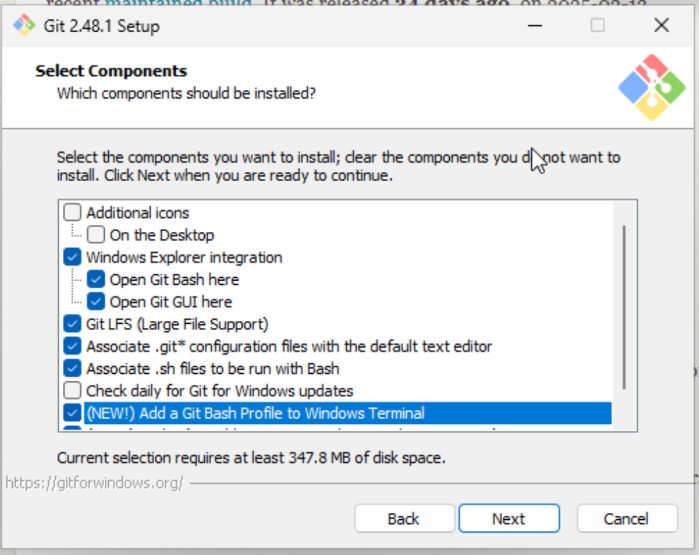 recent maintained build. It was released 24 days ago, on 2025-02-12
Git 2.48.1 Setup
Select Components
Which components should be installed?
Select the components you want to install; clear the components you do not want to
install. Click Next when you are ready to continue.
Additional icons
On the Desktop
Windows Explorer integration
Open Git Bash here
Open Git GUI here
Git LFS (Large File Support)
Associate .git* configuration files with the default text editor
Associate .sh files to be run with Bash
Check daily for Git for Windows updates
(NEW!) Add a Git Bash Profile to Windows Terminal
Current selection requires at least 347.8 MB of disk space.
https://gitforwindows.org/
Back
Next
Cancel